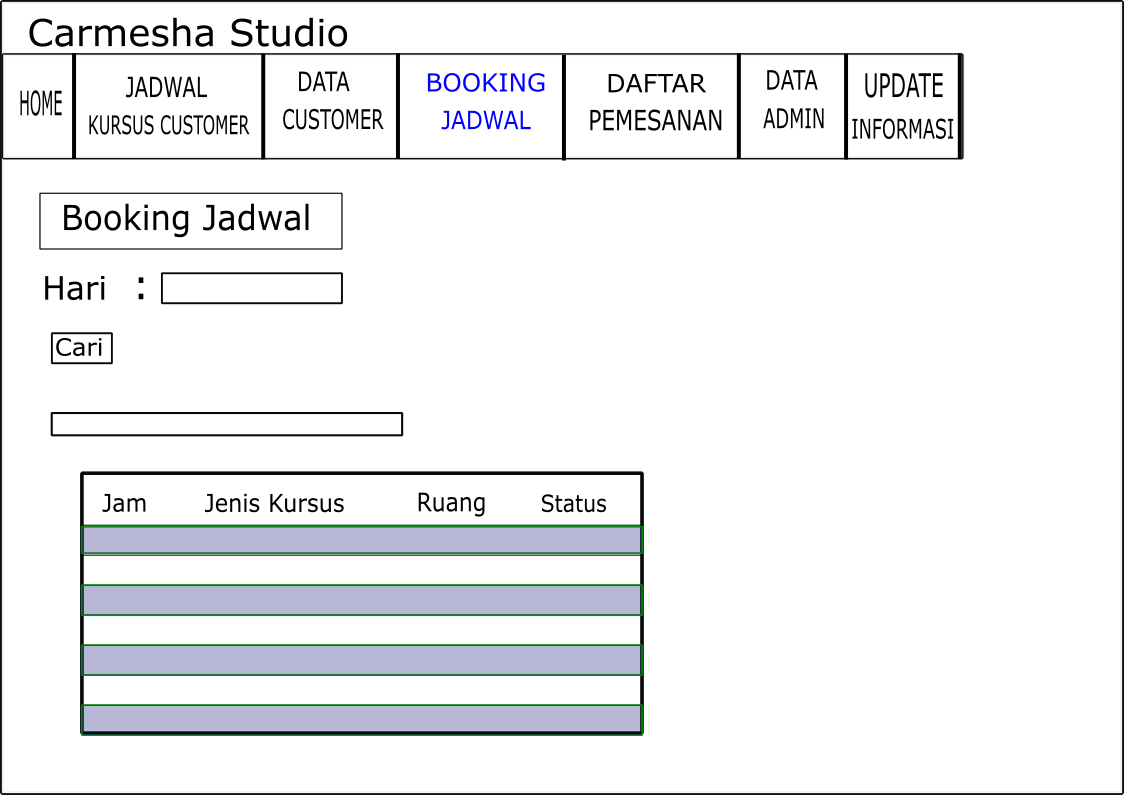 Carmesha Studio
HOME
JADWAL
KURSUS CUSTOMER
DATA
CUSTOMER
BOOKING
JADWAL
DAFTAR
PEMESANAN
DATA
ADMIN
UPDATE
INFORMASI
Booking Jadwal
Hari :
Cari
Jam Jenis Kursus Ruang Status